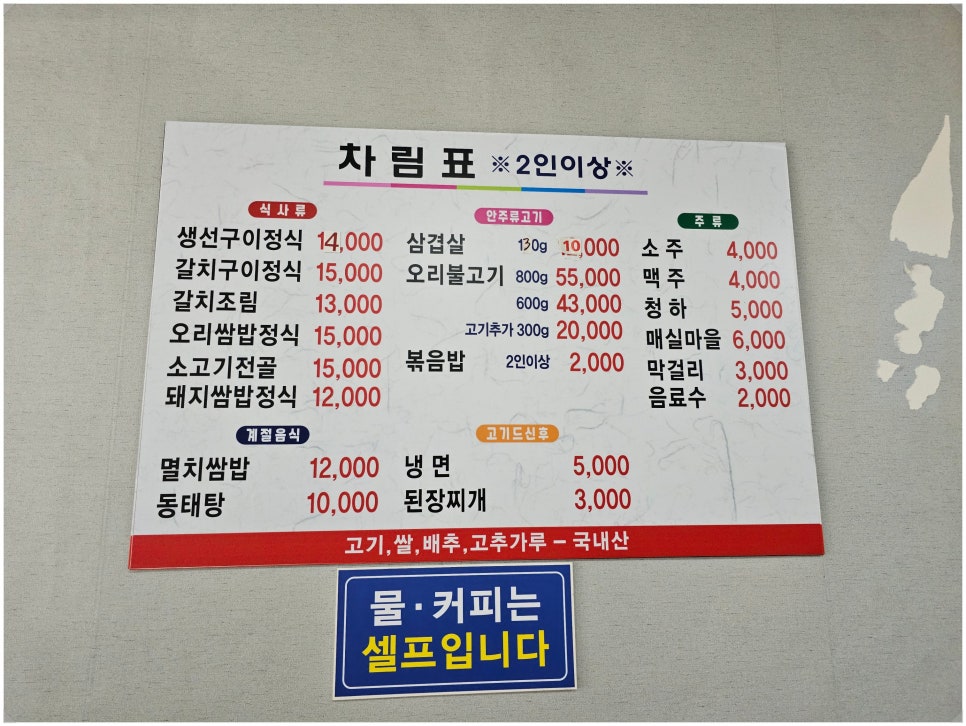 차림표 ※2인이상※
식사류
생선구이정식 14,000
갈치구이정식 15,000
갈치조림 13,000
오리쌈밥정식 15,000
소고기전골 15,000
돼지쌈밥정식 12,000
안주류고기
삼겹살 130g 10,000
오리불고기 800g 55,000
600g 43,000
고기추가 300g 20,000
볶음밥 2인이상 2,000
주류
소주 4,000
맥주 4,000
청하 5,000
매실마을 6,000
막걸리 3,000
음료수 2,000
계절음식
멸치쌈밥 12,000
동태탕 10,000
고기드신후
냉면 5,000
된장찌개 3,000
고기,쌀,배추,고추가루 - 국내산
물·커피는
셀프입니다